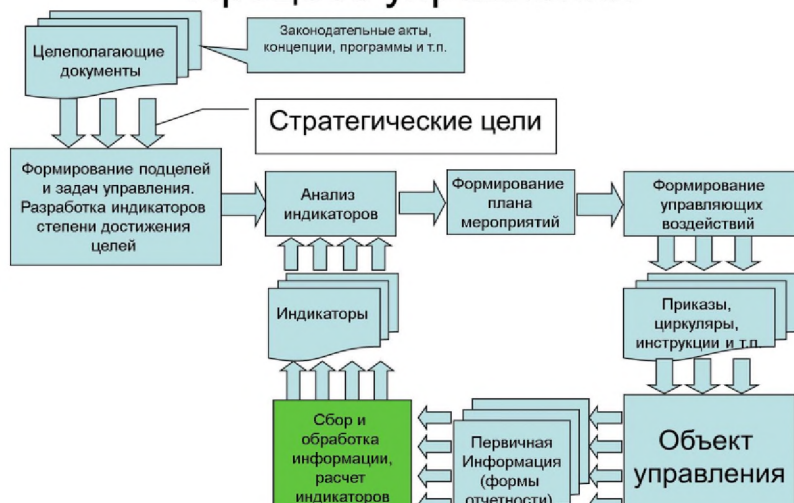 Целеполагающие
документы
Законодательные акты,
концепции, программы и т.п.
Стратегические цели
Формирование подцелей
и задач управления.
Разработка индикаторов
степени достижения
целей
Анализ
индикаторов
Формирование
плана
мероприятий
Формирование
управляющих
воздействий
Индикаторы
Приказы,
циркуляры,
инструкции и т.п.
Сбор и
обработка
информации,
расчет
индикаторов
Первичная
Информация
(формы
отчетности)
Объект
управления